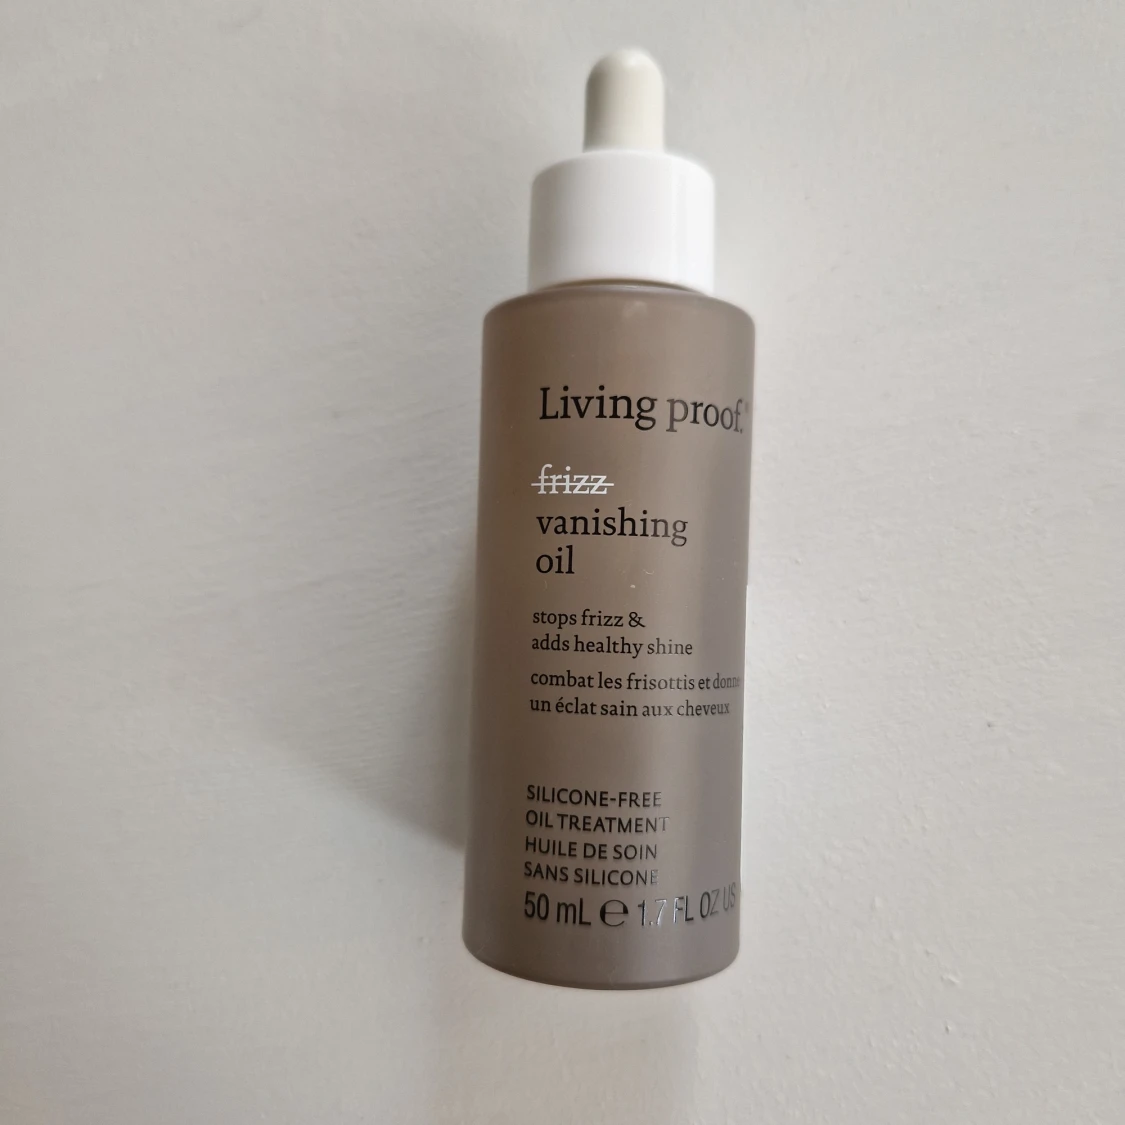 Living proof.
frizz
vanishing
oil
stops frizz &
adds healthy shine
combat les frisottis et donne
un éclat sain aux cheveux
SILICONE-FREE
OIL TREATMENT
HUILE DE SOIN
SANS SILICONE
50 mL ℮ 1.7 FL OZ US